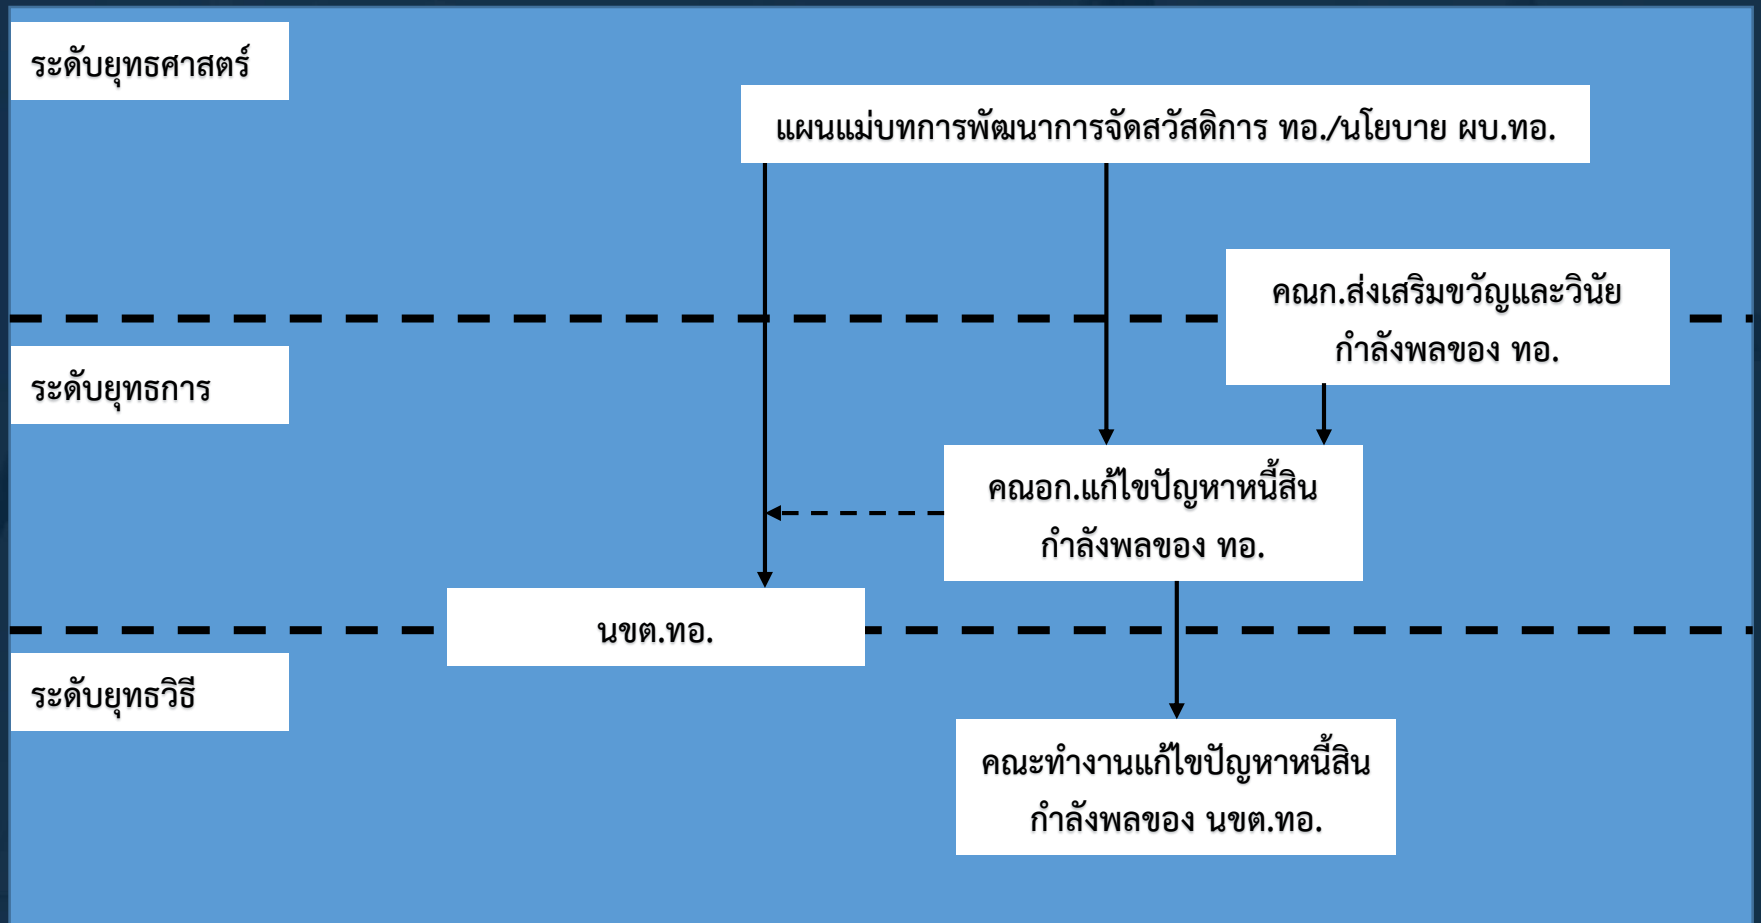 ระดับยุทธศาสตร์
แผนแม่บทการพัฒนาการจัดสวัสดิการ ทอ./นโยบาย ผบ.ทอ.
คณก.ส่งเสริมขวัญและวินัย
กำลังพลของ ทอ.
ระดับยุทธการ
คณอก.แก้ไขปัญหาหนี้สิน
กำลังพลของ ทอ.
นขต.ทอ.
ระดับยุทธวิธี
คณะทำงานแก้ไขปัญหาหนี้สิน
กำลังพลของ นขต.ทอ.